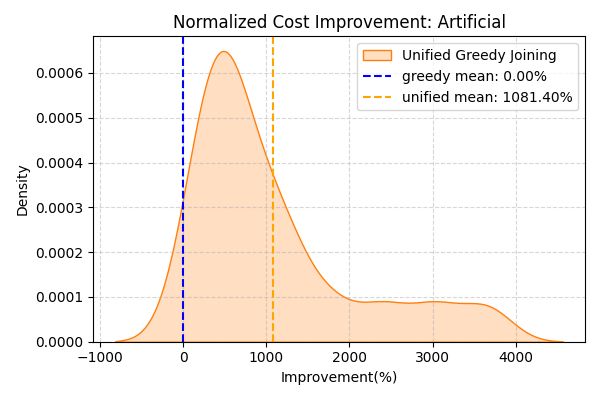 Normalized Cost Improvement: Artificial
Unified Greedy Joining
greedy mean: 0.00%
unified mean: 1081.40%
Density
0.0006
0.0005
0.0004
0.0003
0.0002
0.0001
0.0000
−1000 0 1000 2000 3000 4000
Improvement(%)